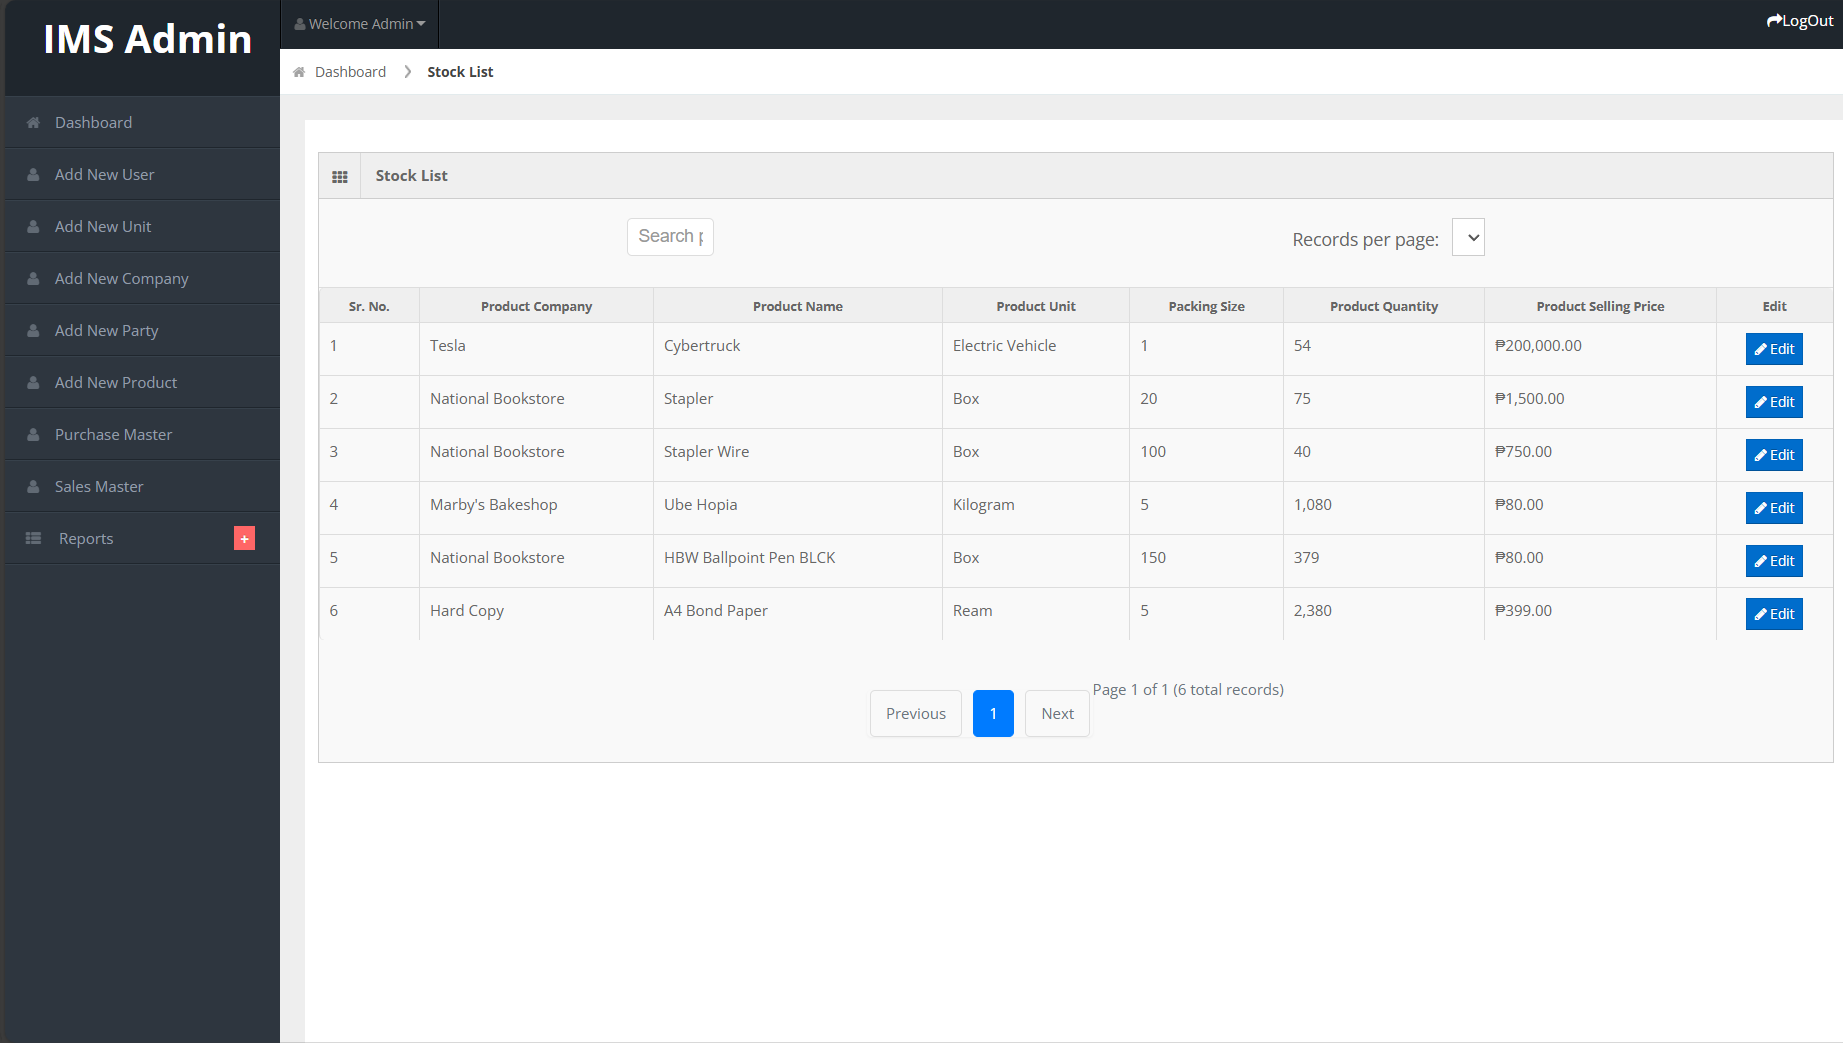 IMS Admin
Welcome Admin
LogOut
Dashboard
Stock List
Dashboard
Add New User
Add New Unit
Add New Company
Add New Party
Add New Product
Purchase Master
Sales Master
Reports +
Stock List
Search
Records per page:
Sr. No. Product Company Product Name Product Unit Packing Size Product Quantity Product Selling Price Edit
1 Tesla Cybertruck Electric Vehicle 1 54 ₱200,000.00 Edit
2 National Bookstore Stapler Box 20 75 ₱1,500.00 Edit
3 National Bookstore Stapler Wire Box 100 40 ₱750.00 Edit
4 Marby's Bakeshop Ube Hopia Kilogram 5 1,080 ₱80.00 Edit
5 National Bookstore HBW Ballpoint Pen BLCK Box 150 379 ₱80.00 Edit
6 Hard Copy A4 Bond Paper Ream 5 2,380 ₱399.00 Edit
Previous 1 Next Page 1 of 1 (6 total records)